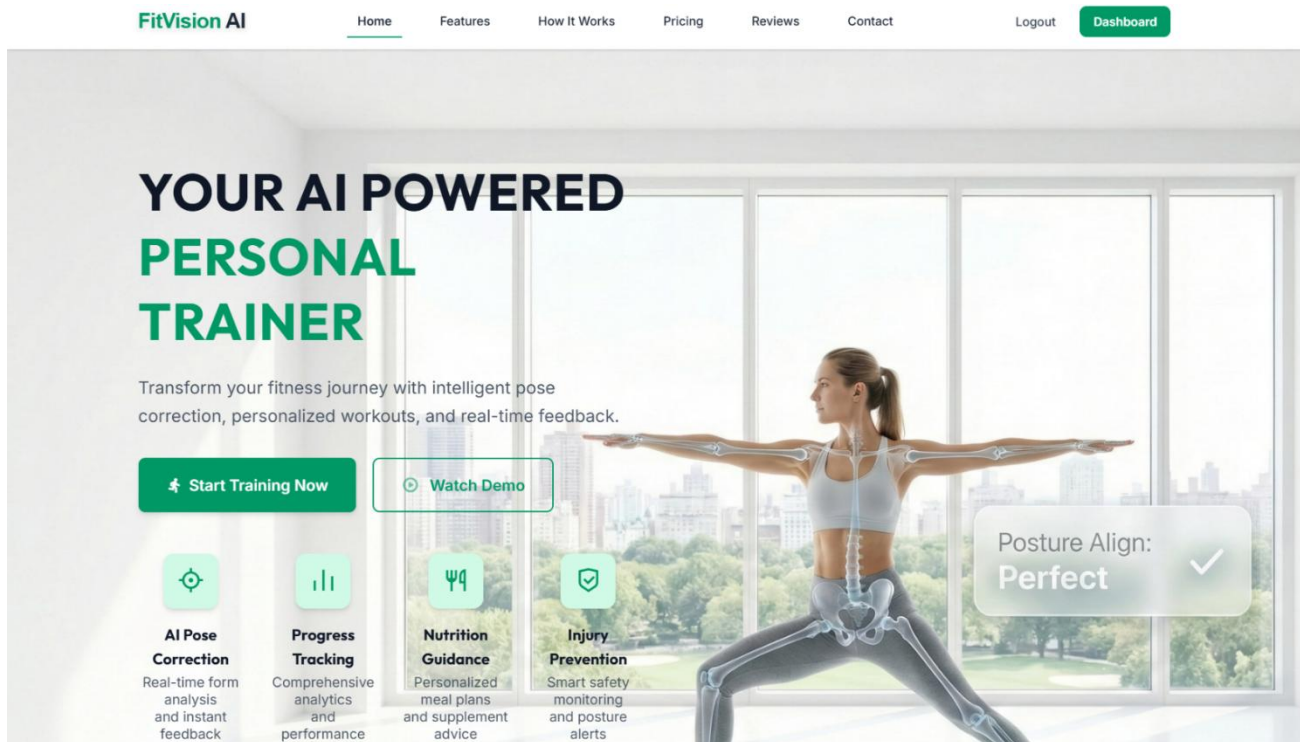 FitVision AI
Home Features How It Works Pricing Reviews Contact Logout Dashboard
YOUR AI POWERED
PERSONAL
TRAINER
Transform your fitness journey with intelligent pose
correction, personalized workouts, and real-time feedback.
Start Training Now
Watch Demo
Posture Align:
Perfect
AI Pose
Correction
Real-time form
analysis
and instant
feedback
Progress
Tracking
Comprehensive
analytics
and
performance
Nutrition
Guidance
Personalized
meal plans
and supplement
advice
Injury
Prevention
Smart safety
monitoring
and posture
alerts